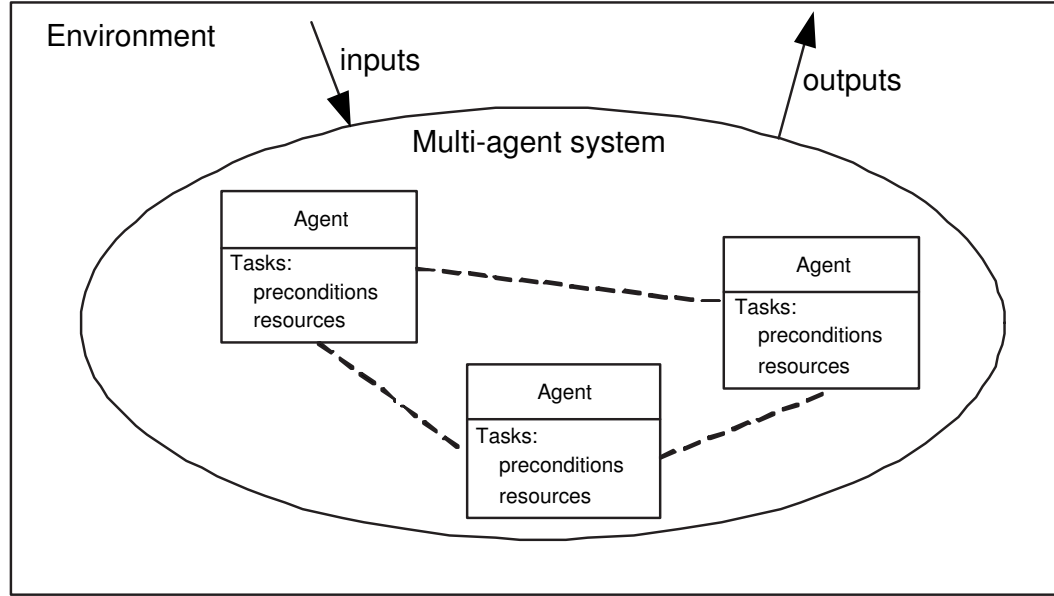 Environment
inputs
outputs
Multi-agent system
Agent
Tasks:
preconditions
resources
Agent
Tasks:
preconditions
resources
Agent
Tasks:
preconditions
resources